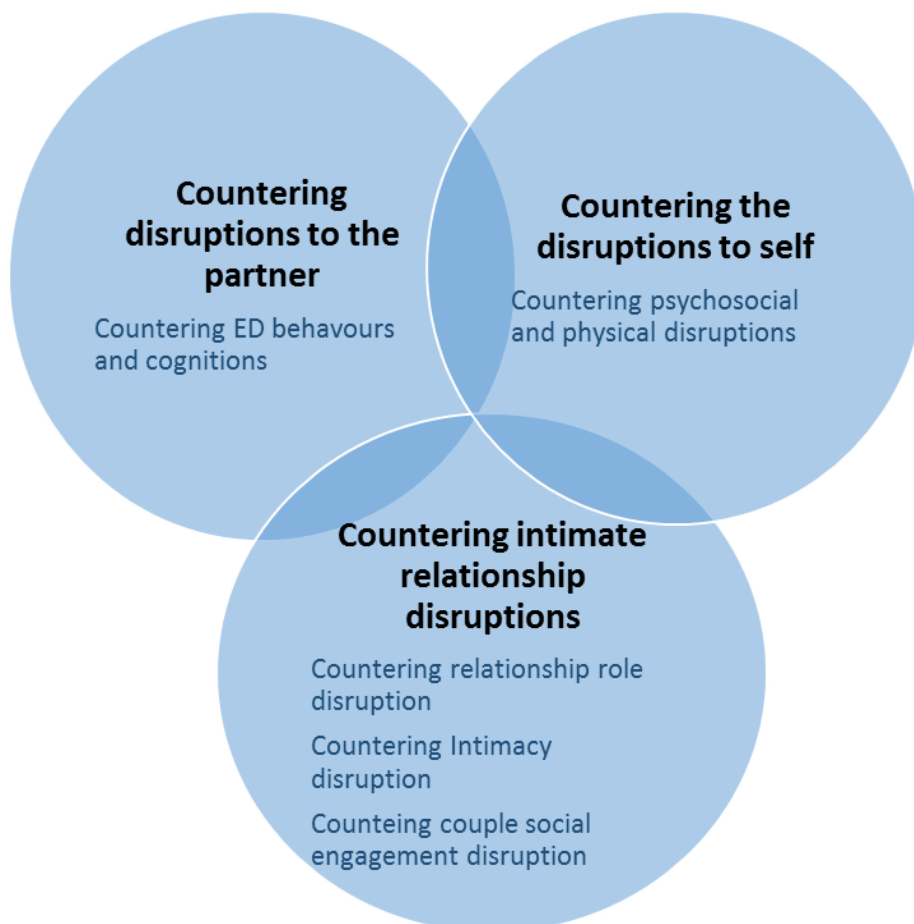 Countering
disruptions to the
partner
Countering ED behavours
and cognitions
Countering the
disruptions to self
Countering psychosocial
and physical disruptions
Countering intimate
relationship
disruptions
Countering relationship role
disruption
Countering Intimacy
disruption
Counteing couple social
engagement disruption